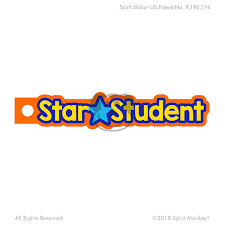 Spirit Sticks® US Patent No. 9,196,174
Star Student
All Rights Reserved
©2018 Spirit Monkey®